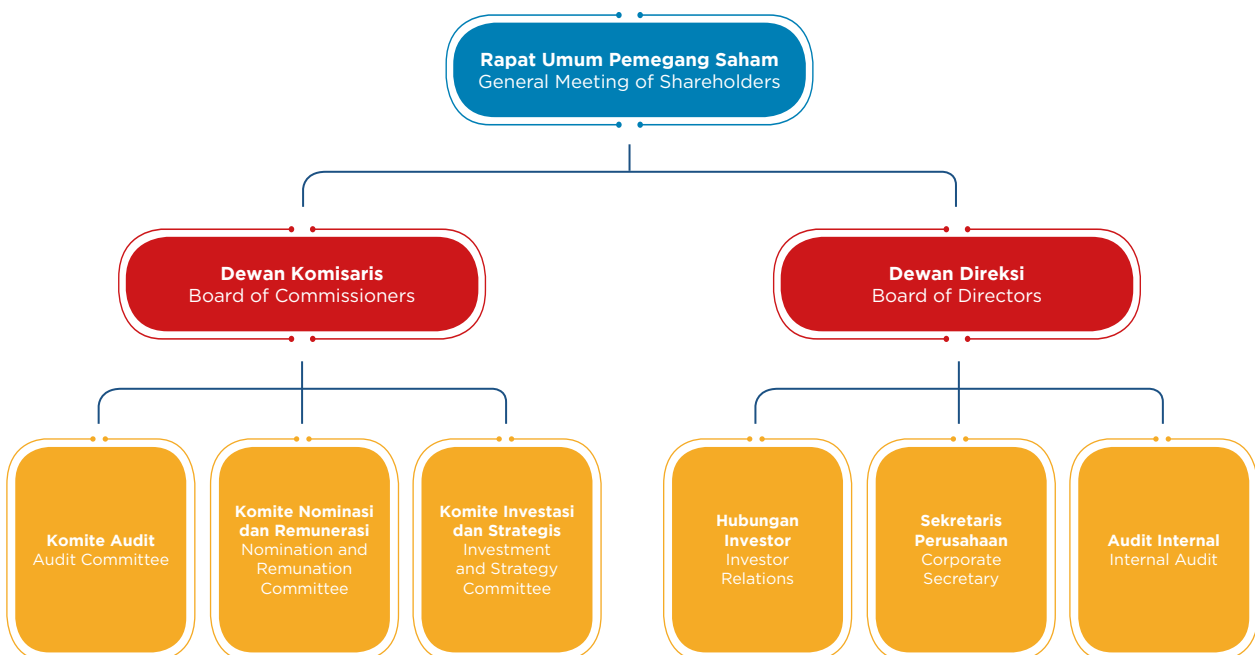 Rapat Umum Pemegang Saham
General Meeting of Shareholders
Dewan Komisaris
Board of Commissioners
Dewan Direksi
Board of Directors
Komite Audit
Audit Committee
Komite Nominasi
dan Remunerasi
Nomination and
Remunation
Committee
Komite Investasi
dan Strategis
Investment
and Strategy
Committee
Hubungan
Investor
Investor
Relations
Sekretaris
Perusahaan
Corporate
Secretary
Audit Internal
Internal Audit